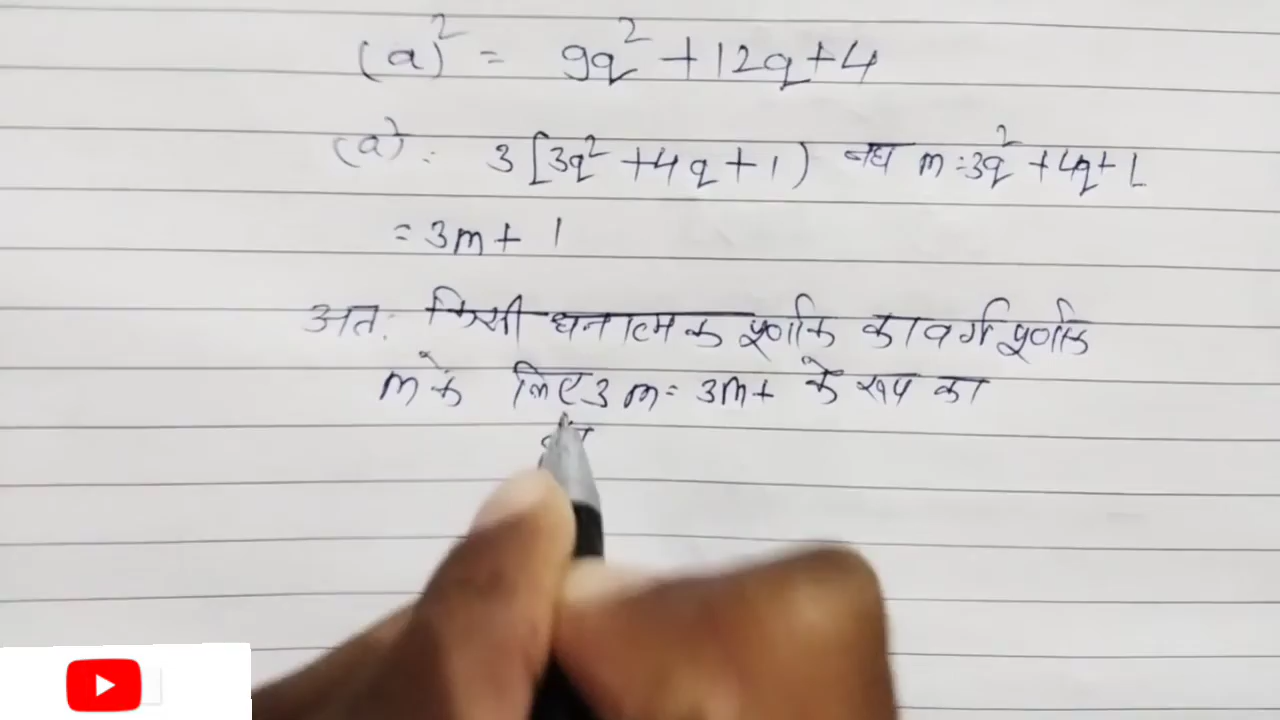 (a)² = 9q² + 12q + 4
(a)² = 3[3q² + 4q + 1) m = 3q² + 4q + 1
= 3m + 1
अतः किसी धनात्मक पूर्णांक का वर्ग पूर्णांक
m के लिए 3m = 3m+ के रूप का